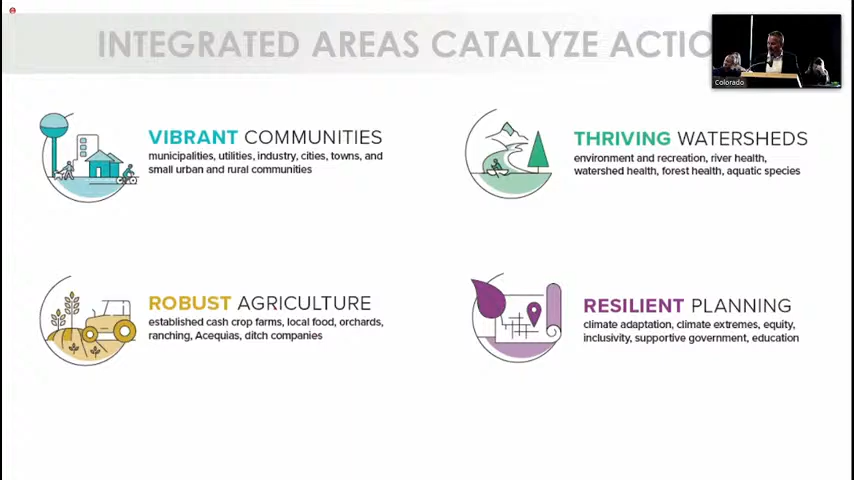 INTEGRATED AREAS CATALYZE ACTIO
Colorado
VIBRANT COMMUNITIES
municipalities, utilities, industry, cities, towns, and
small urban and rural communities
THRIVING WATERSHEDS
environment and recreation, river health,
watershed health, forest health, aquatic species
ROBUST AGRICULTURE
established cash crop farms, local food, orchards,
ranching, Acequias, ditch companies
RESILIENT PLANNING
climate adaptation, climate extremes, equity,
inclusivity, supportive government, education